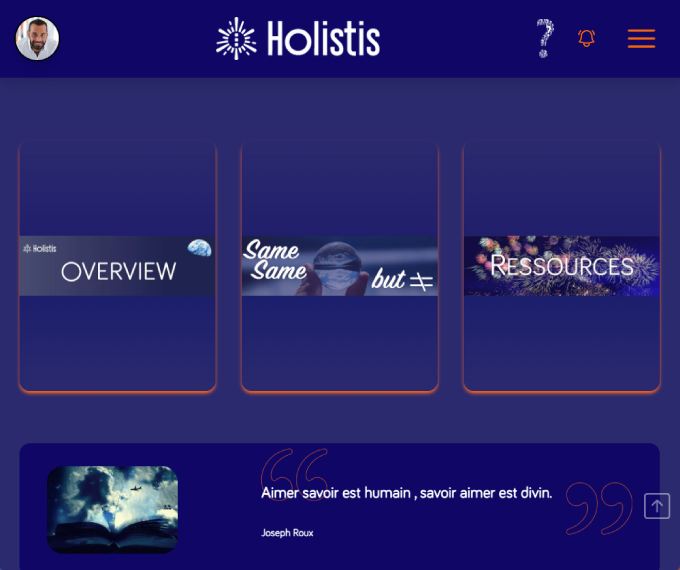 Holistis
?
Holistis
OVERVIEW
Same
Same
but ≠
RESSOURCES
“
Aimer savoir est humain , savoir aimer est divin.
”
Joseph Roux